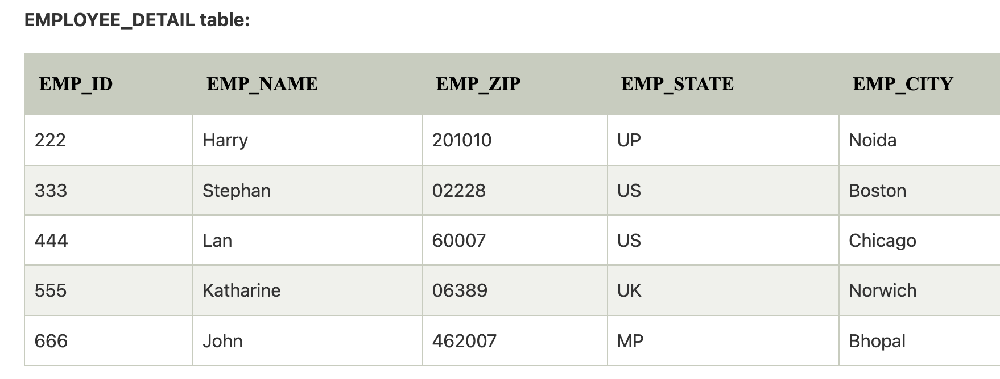 EMPLOYEE_DETAIL table:
EMP_ID EMP_NAME EMP_ZIP EMP_STATE EMP_CITY
222 Harry 201010 UP Noida
333 Stephan 02228 US Boston
444 Lan 60007 US Chicago
555 Katharine 06389 UK Norwich
666 John 462007 MP Bhopal